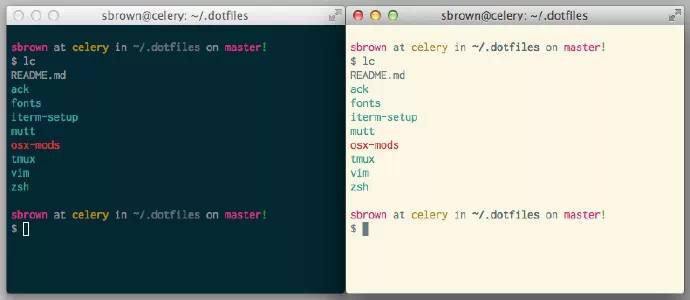 sbrown@celery: ~/.dotfiles
sbrown at celery in ~/.dotfiles on master!
$ lc
README.md
ack
fonts
iterm-setup
mutt
osx-mods
tmux
vim
zsh
sbrown at celery in ~/.dotfiles on master!
$
sbrown@celery: ~/.dotfiles
sbrown at celery in ~/.dotfiles on master!
$ lc
README.md
ack
fonts
iterm-setup
mutt
osx-mods
tmux
vim
zsh
sbrown at celery in ~/.dotfiles on master!
$